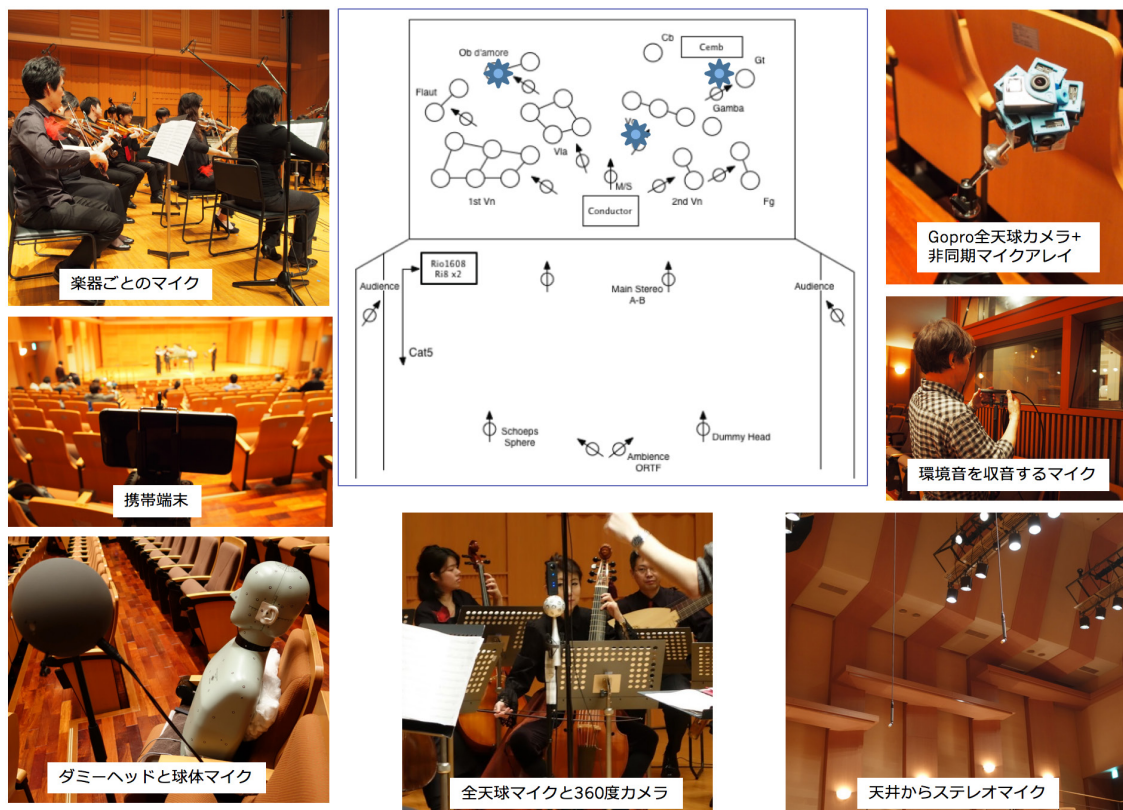 楽器ごとのマイク
携帯端末
ダミーヘッドと球体マイク
Ob d'amore
Cb
Cemb
Gt
Flaut
Gamba
Vla
M/S
1st Vn
Conductor
2nd Vn
Fg
Rio1608
Ri8 x2
Audience
Main Stereo
A-B
Audience
Cat5
Schoeps
Sphere
Ambience
ORTF
Dummy Head
全天球マイクと360度カメラ
Gopro全天球カメラ+
非同期マイクアレイ
環境音を収音するマイク
天井からステレオマイク